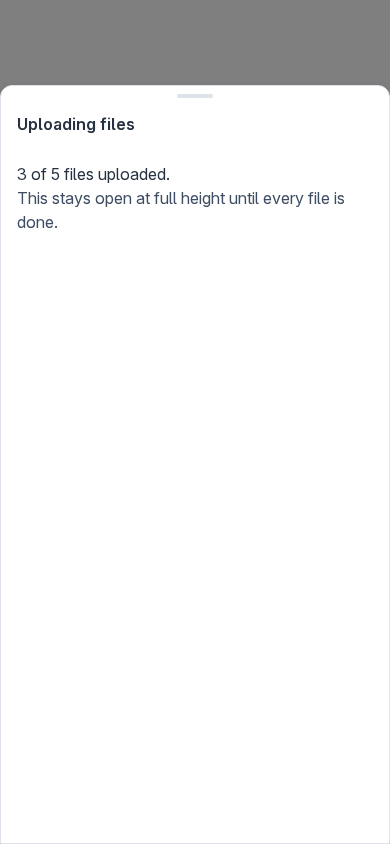 Uploading files
3 of 5 files uploaded.
This stays open at full height until every file is
done.